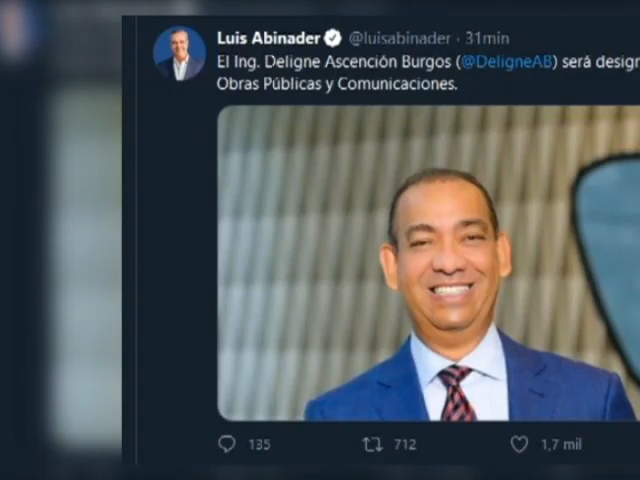 Luis Abinader @luisabinader · 31min
El Ing. Deligne Ascención Burgos (@DeligneAB) será design
Obras Públicas y Comunicaciones.
135 712 1,7 mil